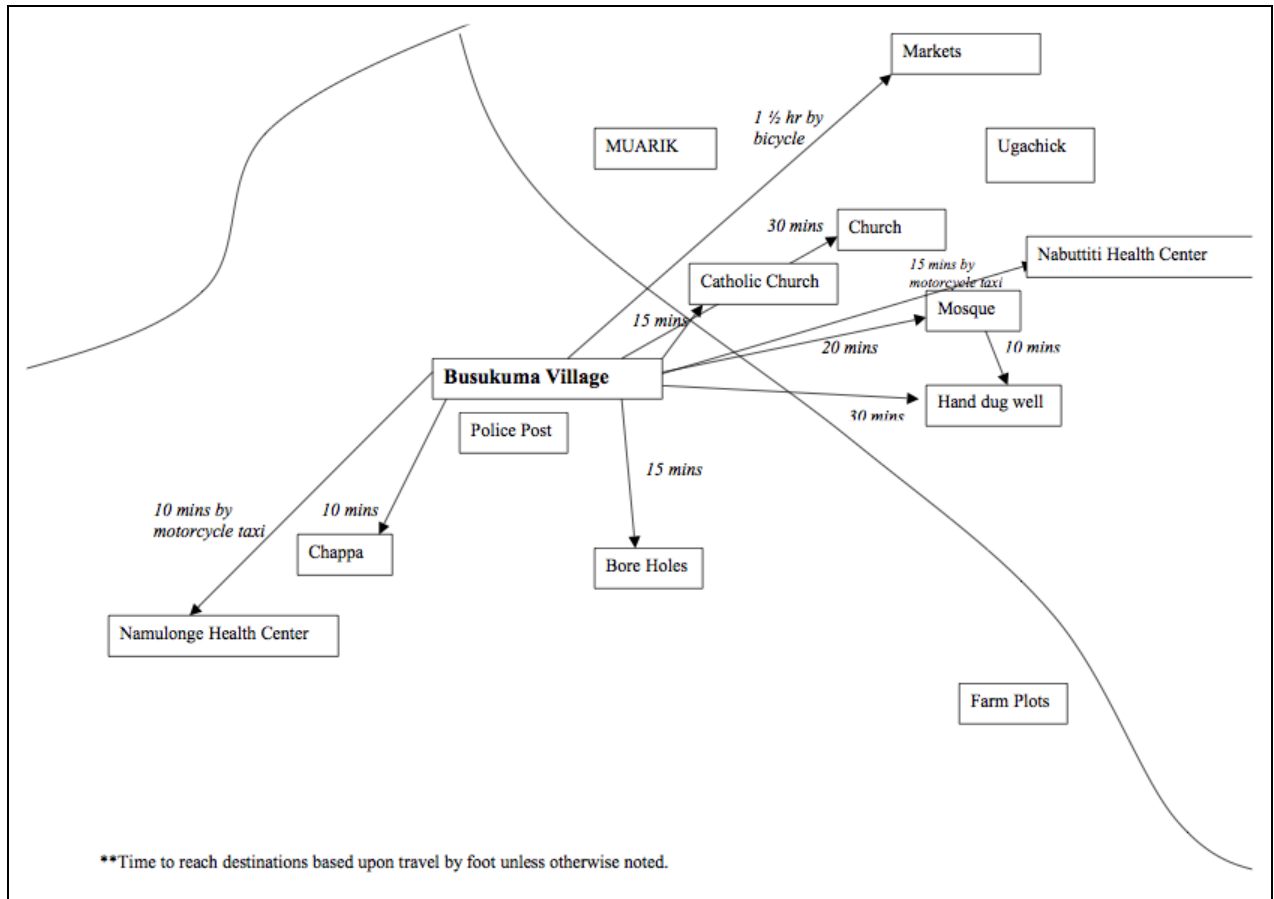 Markets
1 ½ hr by
bicycle
MUARIK
Ugachick
30 mins
Church
Nabuttiti Health Center
15 mins by
motorcycle taxi
Catholic Church
Mosque
15 mins
20 mins
10 mins
Busukuma Village
Hand dug well
30 mins
Police Post
15 mins
10 mins by
motorcycle taxi
10 mins
Chappa
Bore Holes
Namulonge Health Center
Farm Plots
**Time to reach destinations based upon travel by foot unless otherwise noted.